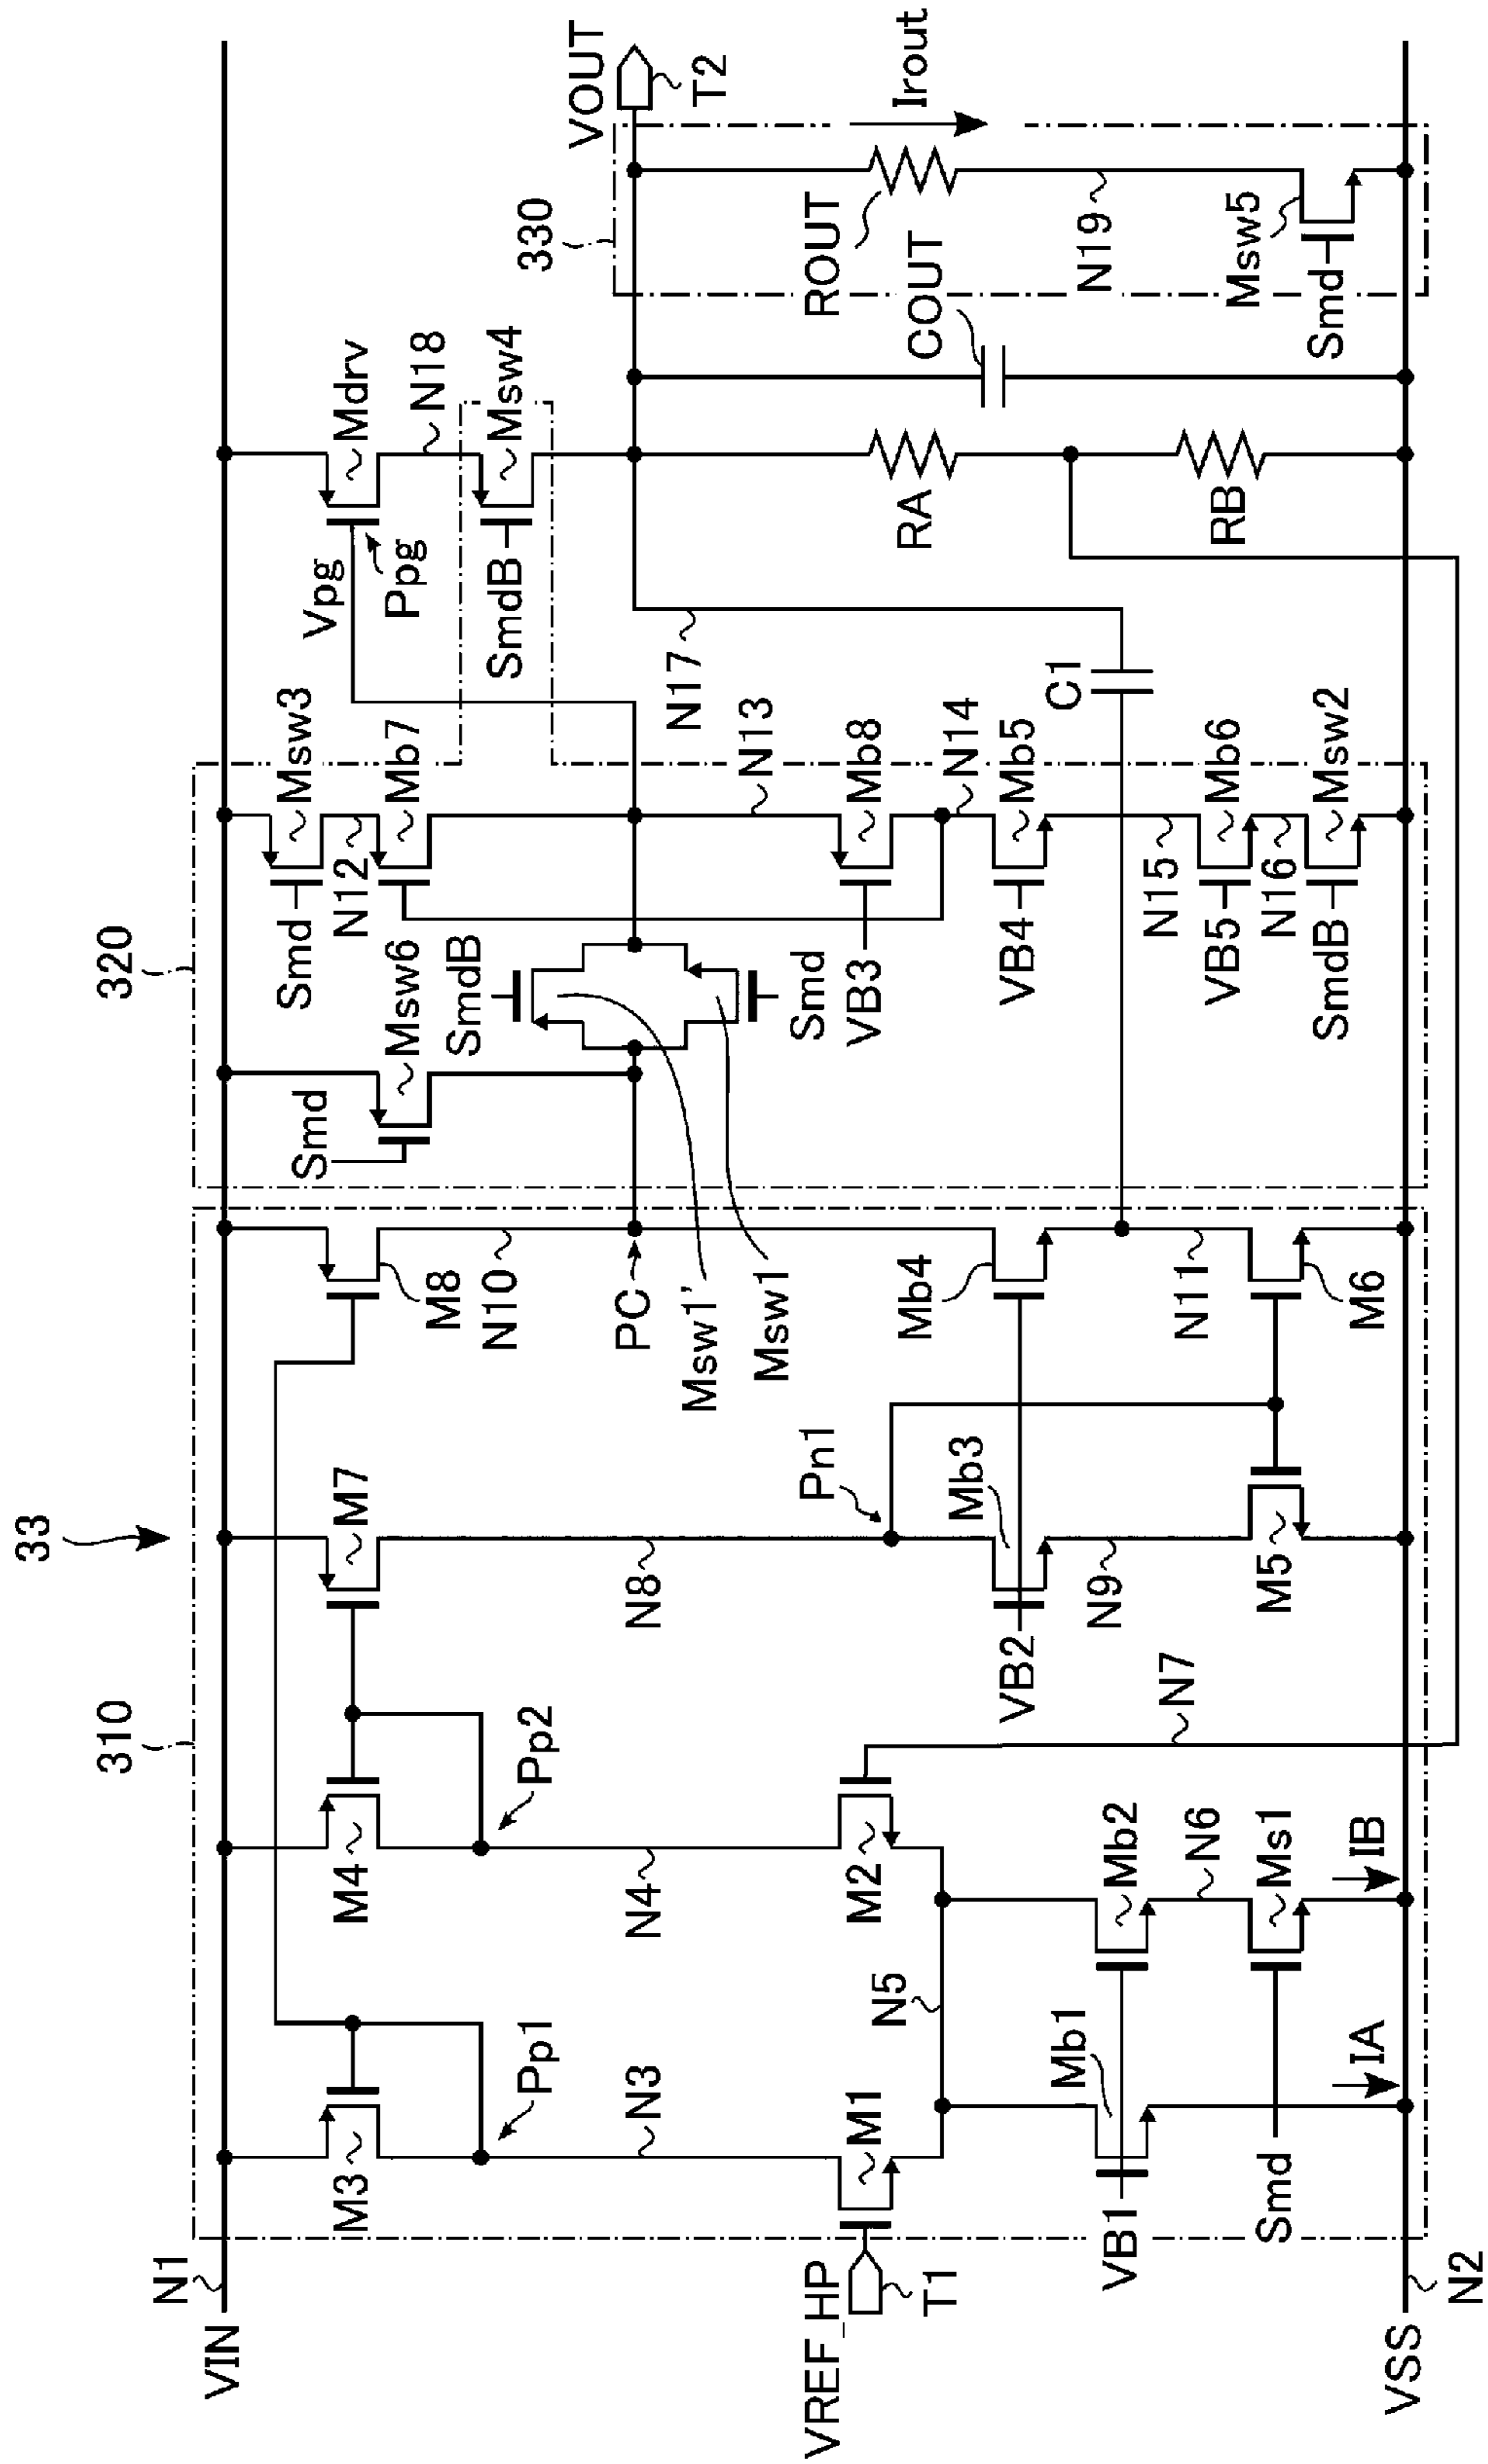 33
310
320
330
N1
VIN
M3
M4
M7
M8
Msw6
Smd
Smd
Msw3
N12
Mb7
Vpg
Ppg
Mdrv
N18
Msw4
SmdB
VOUT
T2
Pp1
Pp2
N3
N4
N8
N10
PC
Msw1'
Msw1
SmdB
Smd
N13
N17
VREF_HP
T1
M1
M2
N5
Pn1
Mb3
VB2
Mb4
VB3
Mb8
N14
VB4
Mb5
C1
RA
RB
COUT
ROUT
Irout
N19
Msw5
Smd
VB1
Mb1
Mb2
N6
N7
N9
N11
N15
VB5
Mb6
N16
SmdB
Msw2
Smd
Ms1
M5
M6
IA
IB
VSS
N2